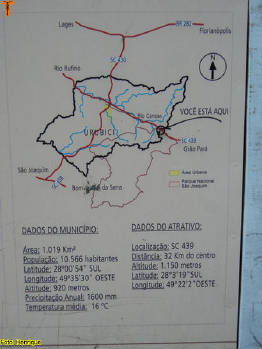 Lages
BR 282
Florianópolis
SC 430
Rio Rufino
N
Rio Canoas
VOCÊ ESTÁ AQUI
URUBICI
SC 439
Grão Pará
São Joaquim
Bom Jardim da Serra
Área Urbana
Parque Nacional
São Joaquim
DADOS DO MUNICÍPIO:
Área: 1.019 Km²
População: 10.566 habitantes
Latitude: 28°00'54" SUL
Longitude: 49°35'30" OESTE
Altitude: 920 metros
Precipitação Anual: 1600 mm
Temperatura média: 16 °C
DADOS DO ATRATIVO:
Localização: SC 439
Distância: 32 Km do centro
Altitude: 1.150 metros
Latitude: 28°3'19"SUL
Longitude: 49°22'2"OESTE
Foto: Henrique